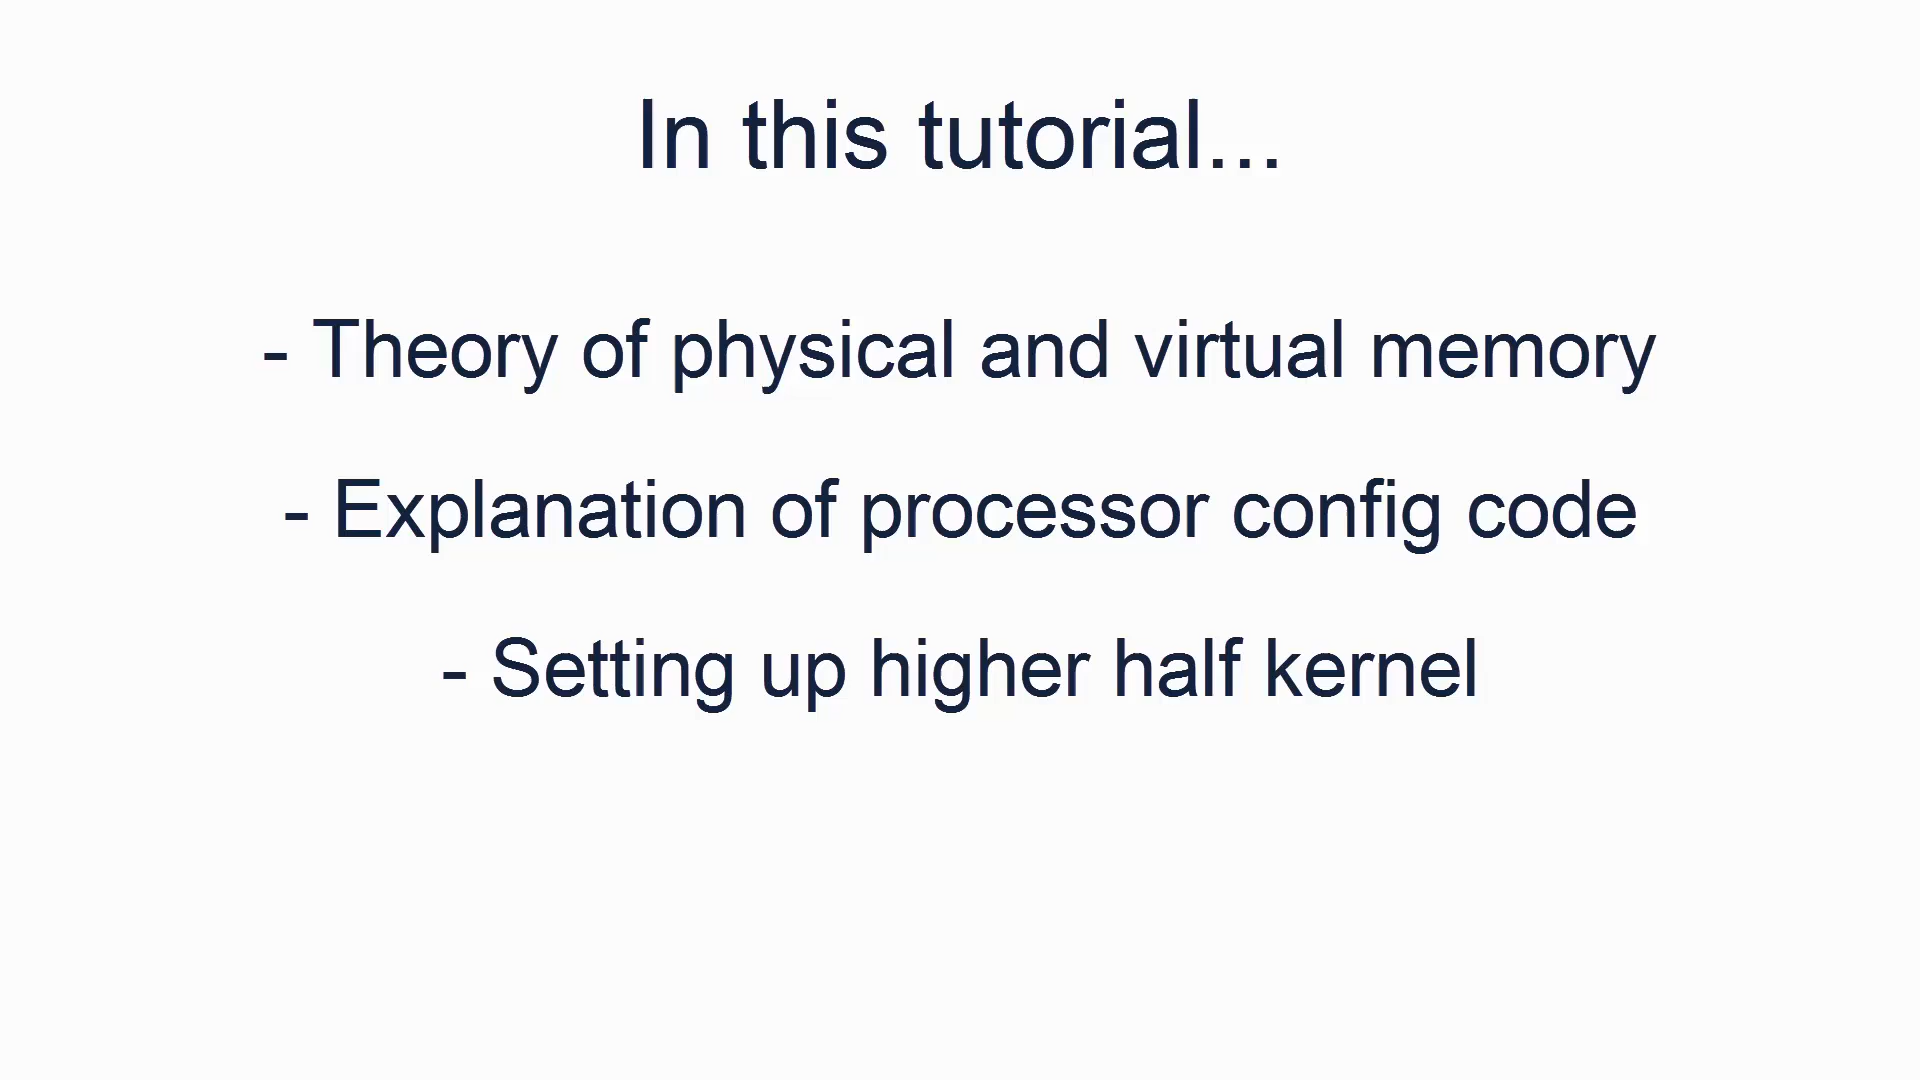 In this tutorial...
- Theory of physical and virtual memory
- Explanation of processor config code
- Setting up higher half kernel